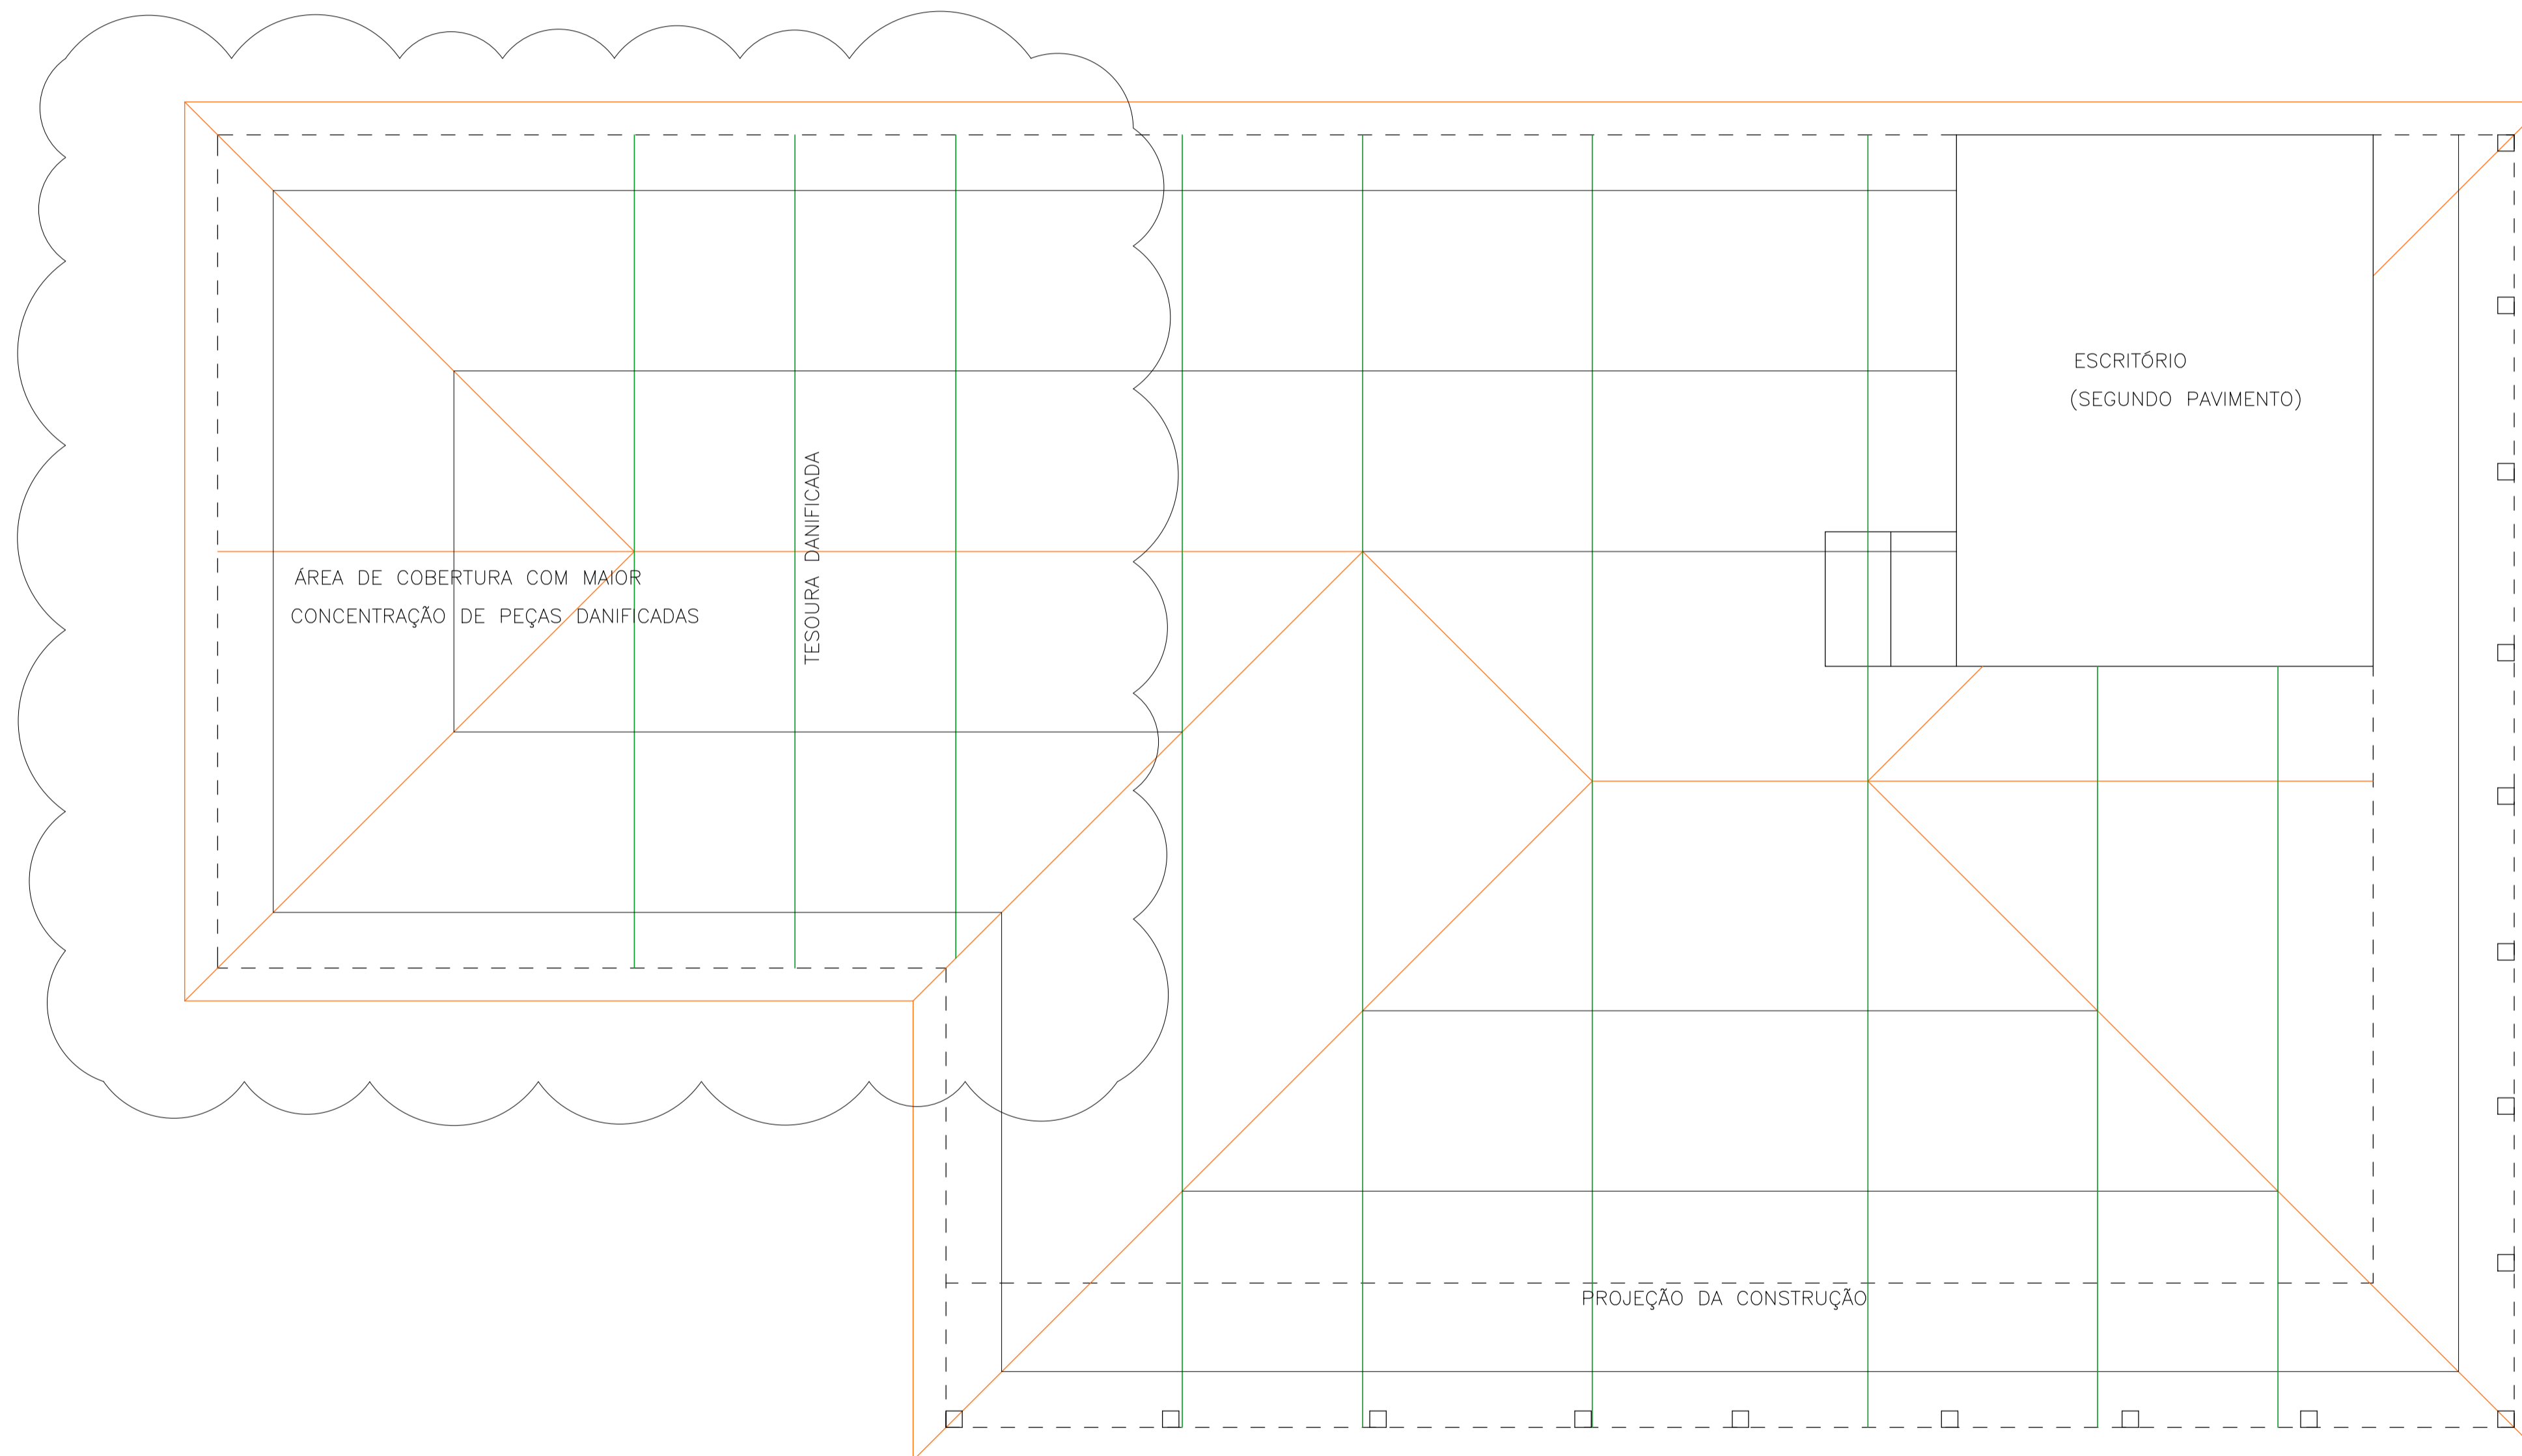 ESCRITÓRIO
(SEGUNDO PAVIMENTO)
TESOURA DANIFICADA
ÁREA DE COBERTURA COM MAIOR
CONCENTRAÇÃO DE PEÇAS DANIFICADAS
PROJEÇÃO DA CONSTRUÇÃO